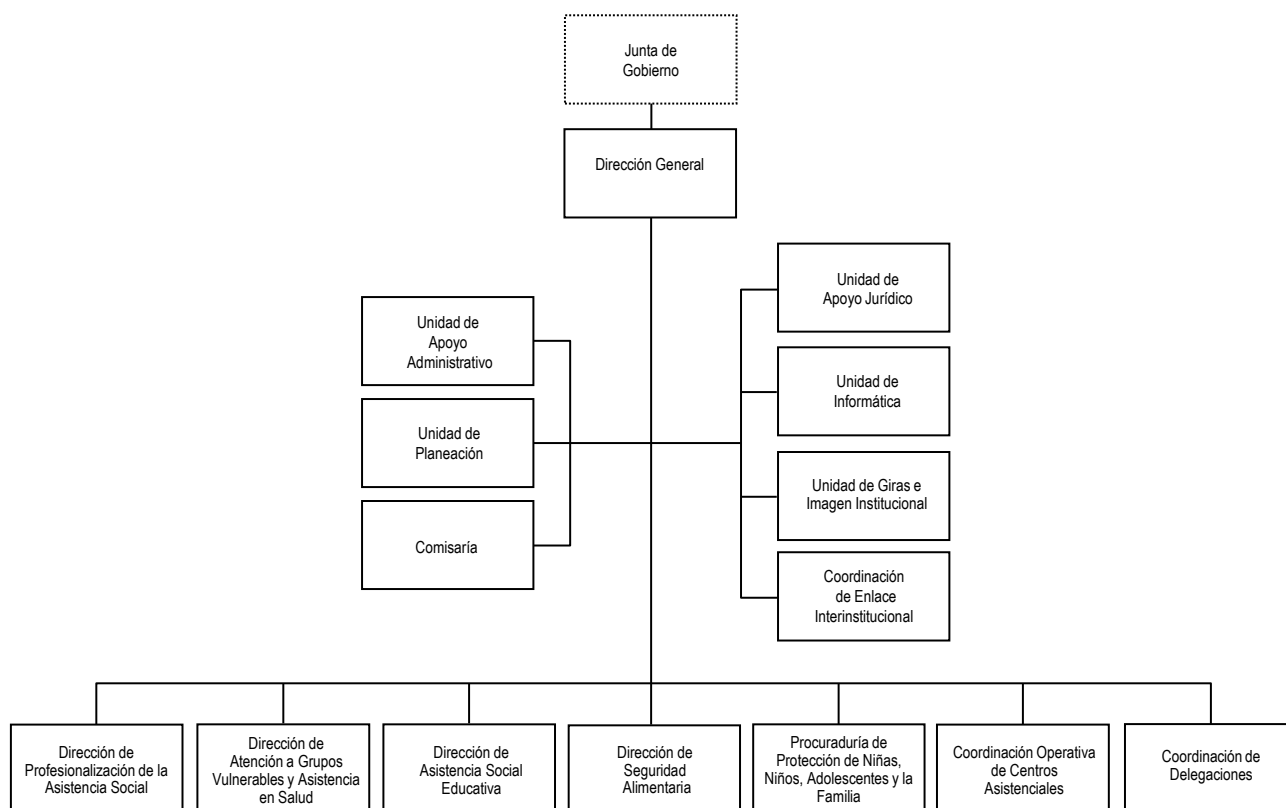 Junta de
Gobierno
Dirección General
Unidad de
Apoyo Jurídico
Unidad de
Apoyo
Administrativo
Unidad de
Informática
Unidad de
Planeación
Unidad de Giras e
Imagen Institucional
Comisaría
Coordinación
de Enlace
Interinstitucional
Dirección de
Profesionalización de la
Asistencia Social
Dirección de
Atención a Grupos
Vulnerables y Asistencia
en Salud
Dirección de
Asistencia Social
Educativa
Dirección de
Seguridad
Alimentaria
Procuraduría de
Protección de Niñas,
Niños, Adolescentes y la
Familia
Coordinación Operativa
de Centros
Asistenciales
Coordinación de
Delegaciones